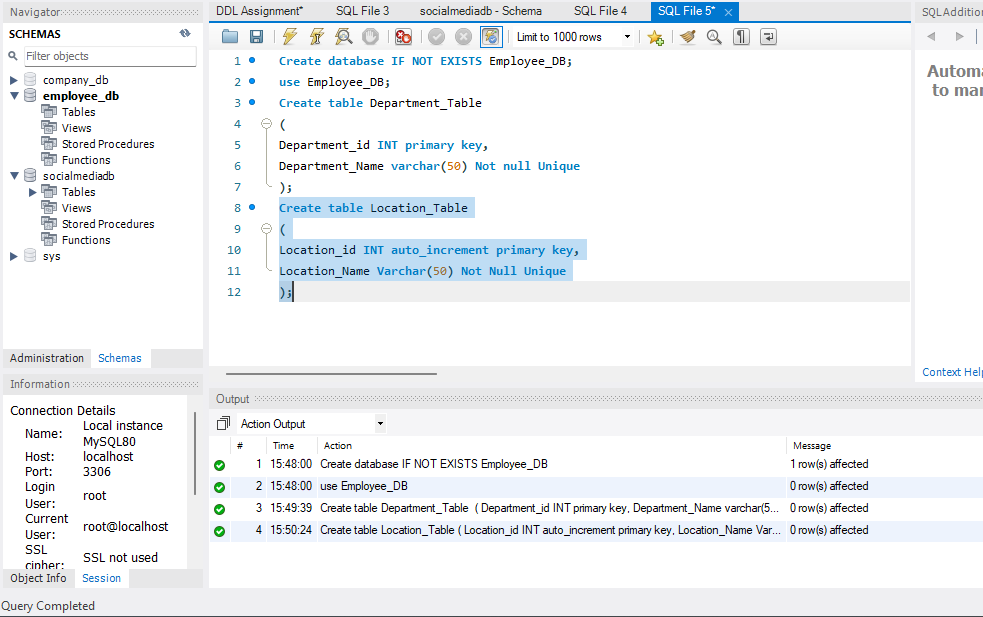 Navigator
SCHEMAS
Filter objects
company_db
employee_db
Tables
Views
Stored Procedures
Functions
socialmediadb
Tables
Views
Stored Procedures
Functions
sys
Administration Schemas
Information
Connection Details
Name: Local instance MySQL80
Host: localhost
Port: 3306
Login User: root
Current User: root@localhost
SSL cipher: SSL not used
Object Info Session
Query Completed
DDL Assignment* SQL File 3 socialmediadb - Schema SQL File 4 SQL File 5*
Limit to 1000 rows
1 Create database IF NOT EXISTS Employee_DB;
2 use Employee_DB;
3 Create table Department_Table
4 (
5 Department_id INT primary key,
6 Department_Name varchar(50) Not null Unique
7 );
8 Create table Location_Table
9 (
10 Location_id INT auto_increment primary key,
11 Location_Name Varchar(50) Not Null Unique
12 );
Output
Action Output
# Time Action Message
1 15:48:00 Create database IF NOT EXISTS Employee_DB 1 row(s) affected
2 15:48:00 use Employee_DB 0 row(s) affected
3 15:49:39 Create table Department_Table ( Department_id INT primary key, Department_Name varchar(5... 0 row(s) affected
4 15:50:24 Create table Location_Table ( Location_id INT auto_increment primary key, Location_Name Var... 0 row(s) affected
SQLAddition
Automa
to mar
Context Help